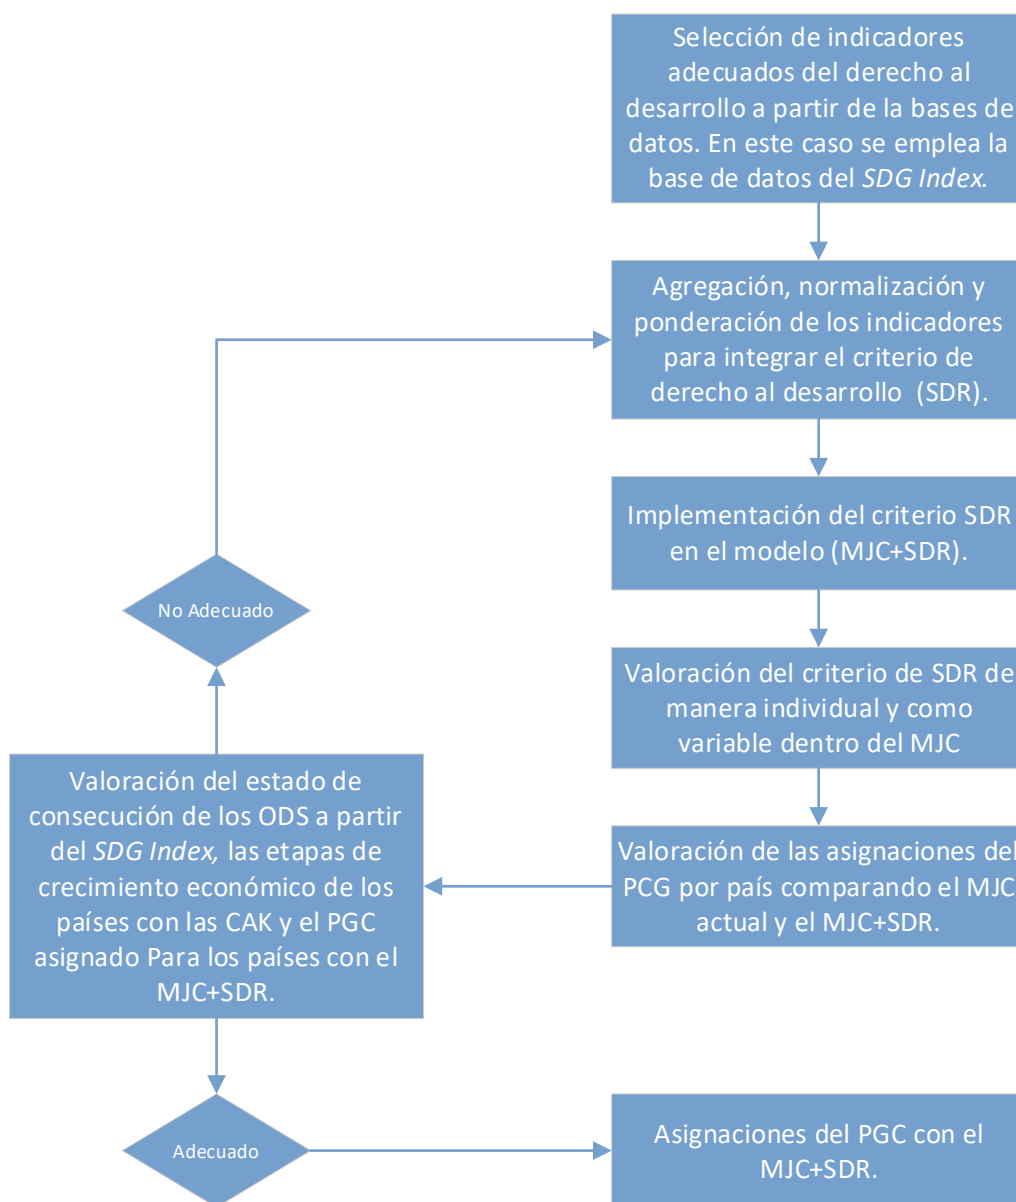 Selección de indicadores
adecuados del derecho al
desarrollo a partir de la bases de
datos. En este caso se emplea la
base de datos del SDG Index.
Agregación, normalización y
ponderación de los indicadores
para integrar el criterio de
derecho al desarrollo (SDR).
Implementación del criterio SDR
en el modelo (MJC+SDR).
Valoración del criterio de SDR de
manera individual y como
variable dentro del MJC
Valoración de las asignaciones del
PCG por país comparando el MJC
actual y el MJC+SDR.
Valoración del estado de
consecución de los ODS a partir
del SDG Index, las etapas de
crecimiento económico de los
países con las CAK y el PGC
asignado Para los países con el
MJC+SDR.
No Adecuado
Adecuado
Asignaciones del PGC con el
MJC+SDR.